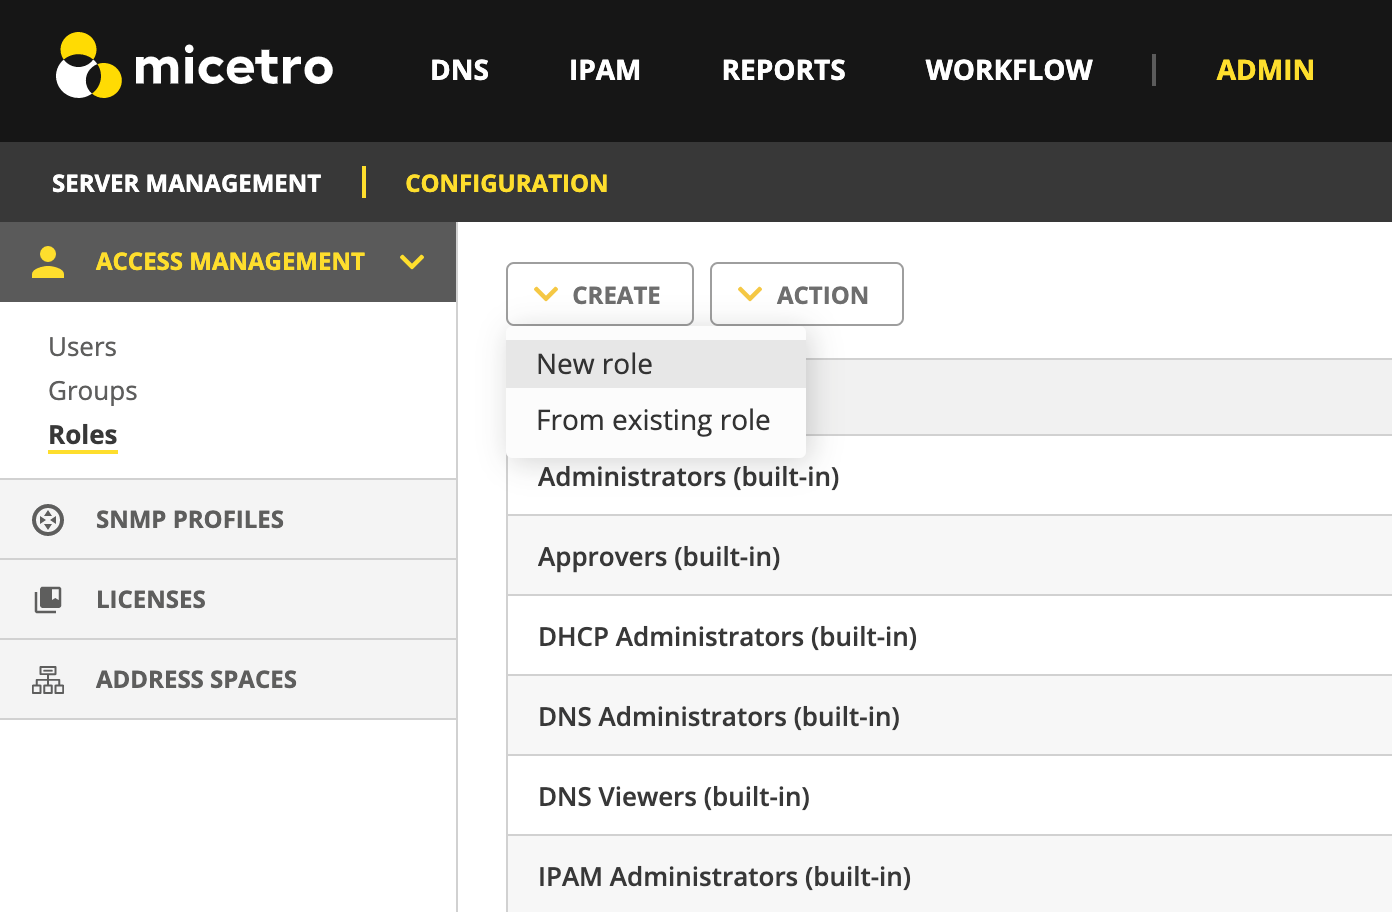 micetro DNS IPAM REPORTS WORKFLOW ADMIN
SERVER MANAGEMENT CONFIGURATION
ACCESS MANAGEMENT
Users
Groups
Roles
SNMP PROFILES
LICENSES
ADDRESS SPACES
CREATE ACTION
New role
From existing role
Administrators (built-in)
Approvers (built-in)
DHCP Administrators (built-in)
DNS Administrators (built-in)
DNS Viewers (built-in)
IPAM Administrators (built-in)